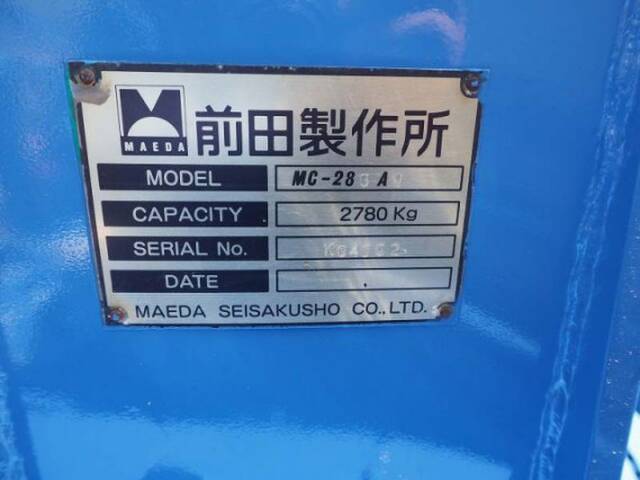 MAEDA
前田製作所
MODEL MC-28
CAPACITY 2780 Kg
SERIAL No.
DATE
MAEDA SEISAKUSHO CO.,LTD.